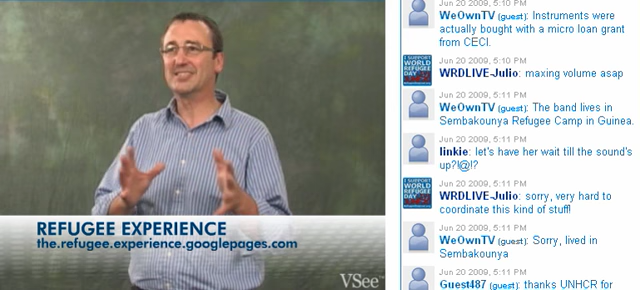 REFUGEE EXPERIENCE
the.refugee.experience.googlepages.com
VSee
Jun 20 2009, 5:10 PM
WeOwnTV (guest): Instruments were
actually bought with a micro loan grant
from CECI.
Jun 20 2009, 5:10 PM
WRDLIVE-Julio: maxing volume asap
Jun 20 2009, 5:11 PM
WeOwnTV (guest): The band lives in
Sembakounya Refugee Camp in Guinea.
Jun 20 2009, 5:11 PM
linkie: let's have her wait till the sound's
up?!@!?
Jun 20 2009, 5:11 PM
WRDLIVE-Julio: sorry, very hard to
coordinate this kind of stuff!
Jun 20 2009, 5:11 PM
WeOwnTV (guest): Sorry, lived in
Sembakounya
Jun 20 2009, 5:11 PM
Guest487 (guest): thanks UNHCR for